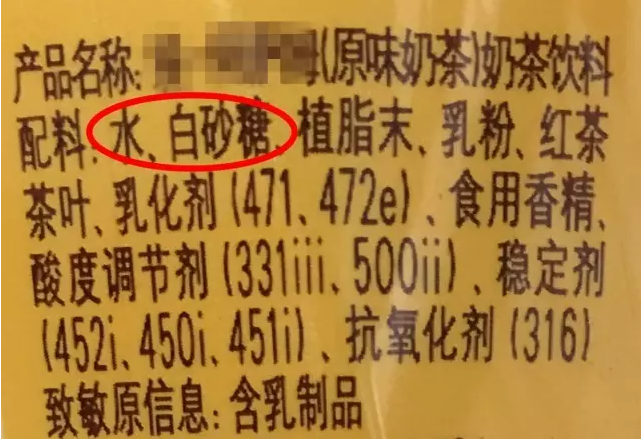 产品名称: (原味奶茶)奶茶饮料
配料: 水、白砂糖、植脂末、乳粉、红茶
茶叶、乳化剂(471、472e)、食用香精、
酸度调节剂(331iii、500ii)、稳定剂
(452i、450i、451i)、抗氧化剂(316)
致敏原信息: 含乳制品